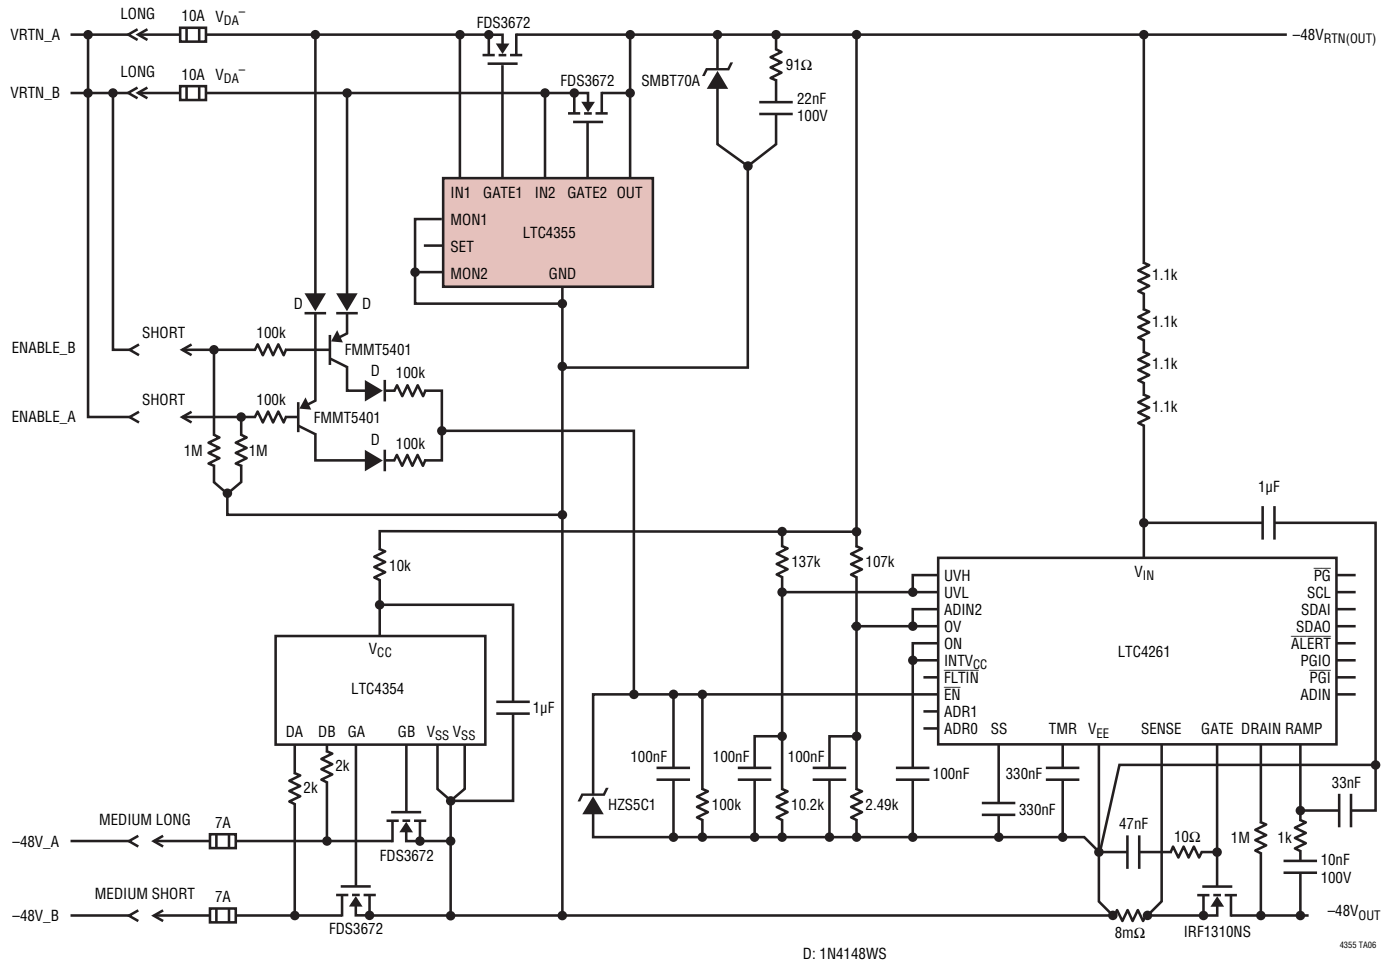 LONG 10A VDA–
FDS3672
VRTN_A
–48VRTN(OUT)
LONG 10A VDA–
FDS3672
VRTN_B
SMBT70A
91Ω
22nF
100V
IN1 GATE1 IN2 GATE2 OUT
MON1
LTC4355
SET
MON2 GND
D D
1.1k
1.1k
1.1k
1.1k
SHORT 100k
ENABLE_B
FMMT5401
D 100k
SHORT 100k
ENABLE_A
FMMT5401
D 100k
1M 1M
1µF
10k
137k 107k
VCC
LTC4354
DA DB GA GB VSS VSS
1µF
2k
2k
VIN
UVH
UVL
ADIN2
OV
ON
INTVCC
FLTIN
EN
ADR1
ADR0
LTC4261
PG
SCL
SDAI
SDAO
ALERT
PGIO
PGI
ADIN
SS TMR VEE SENSE GATE DRAIN RAMP
100nF 100nF 100nF 100nF 330nF 33nF
HZS5C1 100k 10.2k 2.49k 330nF
47nF 10Ω 1M 1k
10nF
100V
MEDIUM LONG 7A
–48V_A
FDS3672
MEDIUM SHORT 7A
–48V_B
FDS3672
8mΩ
IRF1310NS
–48VOUT
D: 1N4148WS
4355 TA06